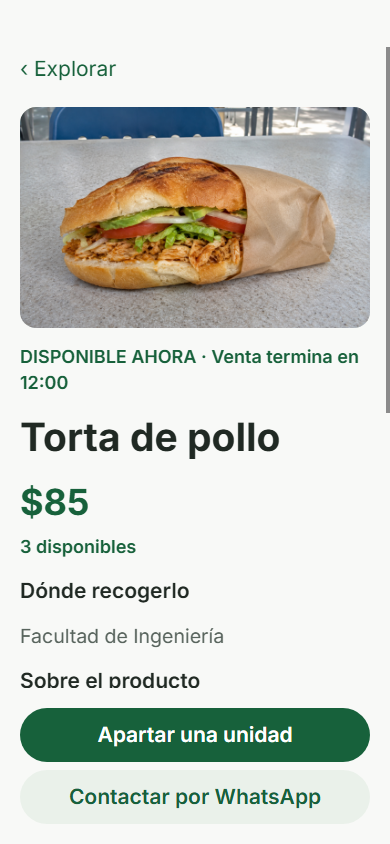 ‹ Explorar
DISPONIBLE AHORA · Venta termina en
12:00
Torta de pollo
$85
3 disponibles
Dónde recogerlo
Facultad de Ingeniería
Sobre el producto
Apartar una unidad
Contactar por WhatsApp